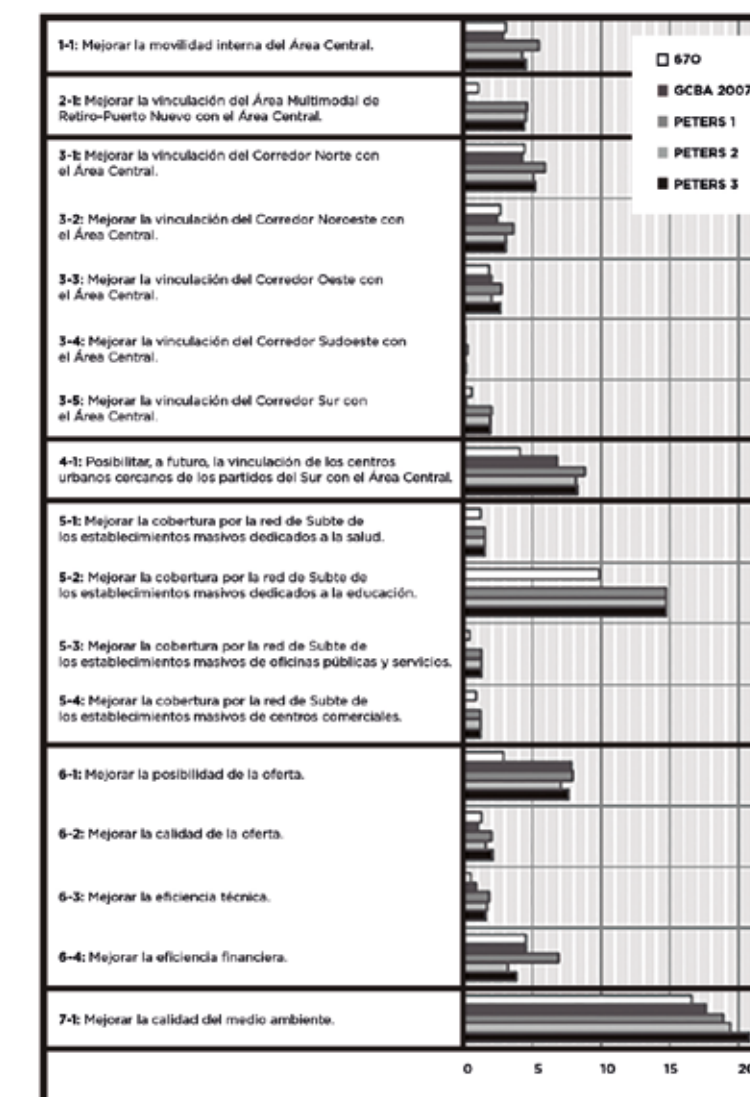 1-1: Mejorar la movilidad interna del Área Central.
2-1: Mejorar la vinculación del Área Multimodal de
Retiro-Puerto Nuevo con el Área Central.
3-1: Mejorar la vinculación del Corredor Norte con
el Área Central.
3-2: Mejorar la vinculación del Corredor Noroeste con
el Área Central.
3-3: Mejorar la vinculación del Corredor Oeste con
el Área Central.
3-4: Mejorar la vinculación del Corredor Sudoeste con
el Área Central.
3-5: Mejorar la vinculación del Corredor Sur con
el Área Central.
4-1: Posibilitar, a futuro, la vinculación de los centros
urbanos cercanos de los partidos del Sur con el Área Central.
5-1: Mejorar la cobertura por la red de Subte de
los establecimientos masivos dedicados a la salud.
5-2: Mejorar la cobertura por la red de Subte de
los establecimientos masivos dedicados a la educación.
5-3: Mejorar la cobertura por la red de Subte de
los establecimientos masivos de oficinas públicas y servicios.
5-4: Mejorar la cobertura por la red de Subte de
los establecimientos masivos de centros comerciales.
6-1: Mejorar la posibilidad de la oferta.
6-2: Mejorar la calidad de la oferta.
6-3: Mejorar la eficiencia técnica.
6-4: Mejorar la eficiencia financiera.
7-1: Mejorar la calidad del medio ambiente.
670
GCBA 2007
PETERS 1
PETERS 2
PETERS 3
0 5 10 15 20